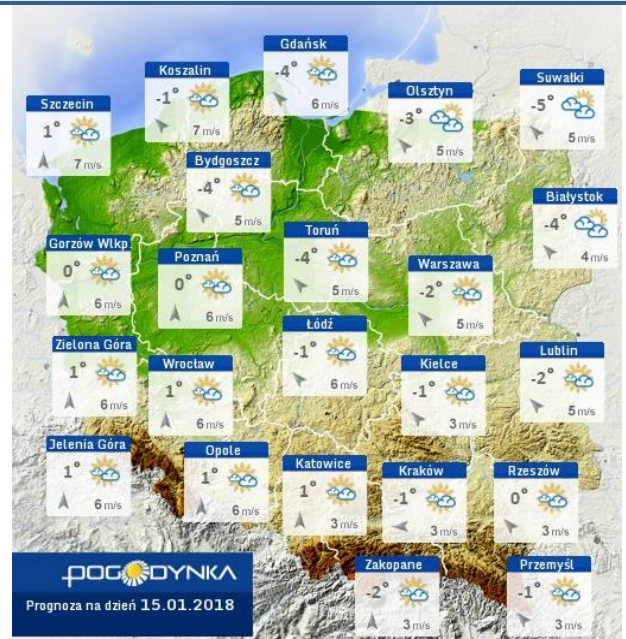 Gdańsk
-4°
6 m/s
Koszalin
-1°
7 m/s
Suwałki
-5°
5 m/s
Olsztyn
-3°
5 m/s
Szczecin
1°
7 m/s
Bydgoszcz
-4°
5 m/s
Białystok
-4°
4 m/s
Toruń
-4°
5 m/s
Gorzów Wlkp.
0°
6 m/s
Poznań
0°
6 m/s
Warszawa
-2°
5 m/s
Łódź
-1°
6 m/s
Zielona Góra
1°
6 m/s
Wrocław
1°
6 m/s
Kielce
-1°
3 m/s
Lublin
-2°
5 m/s
Jelenia Góra
1°
6 m/s
Opole
1°
6 m/s
Katowice
1°
3 m/s
Kraków
-1°
3 m/s
Rzeszów
0°
3 m/s
Zakopane
-2°
3 m/s
Przemyśl
-1°
3 m/s
POGODYNKA
Prognoza na dzień 15.01.2018